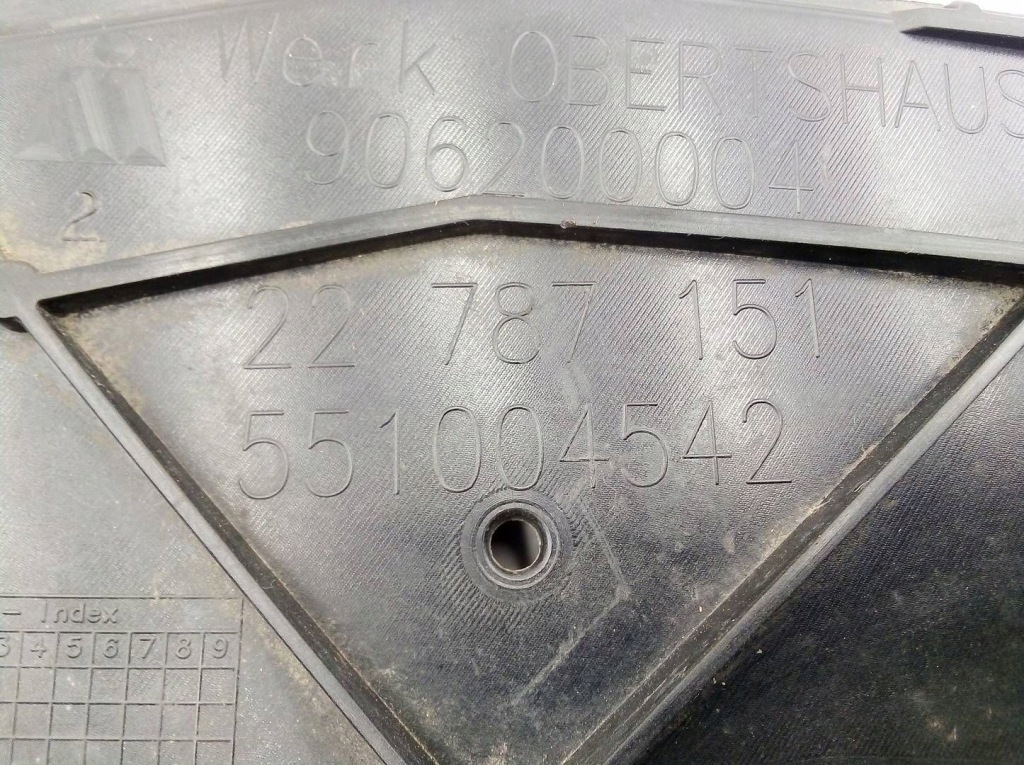 Werk OBERTSHAUS
906200004
2
22 787 151
551004542
- Index
3 4 5 6 7 8 9